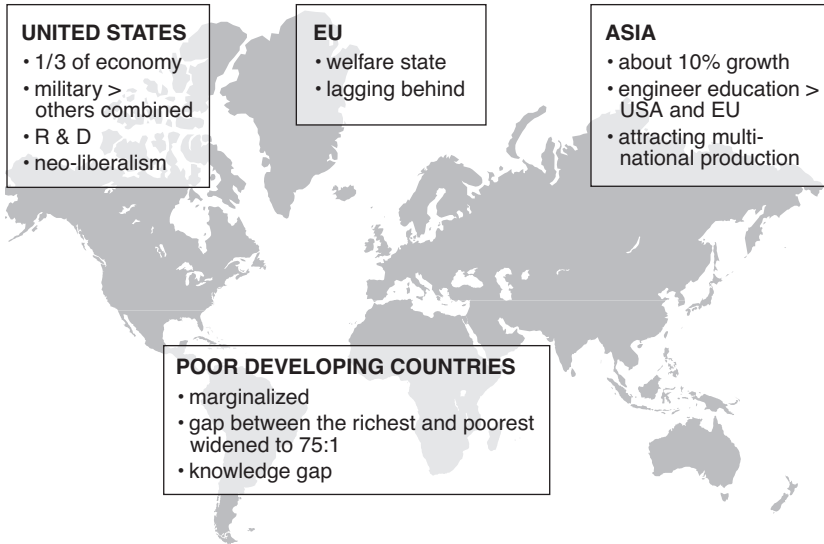 UNITED STATES
• 1/3 of economy
• military >
others combined
• R & D
• neo-liberalism
EU
• welfare state
• lagging behind
ASIA
• about 10% growth
• engineer education >
USA and EU
• attracting multi-
national production
POOR DEVELOPING COUNTRIES
• marginalized
• gap between the richest and poorest
widened to 75:1
• knowledge gap